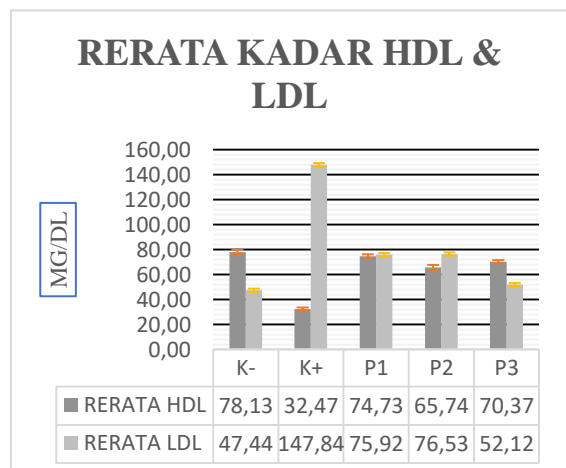 RERATA KADAR HDL &
LDL
MG/DL
160,00
140,00
120,00
100,00
80,00
60,00
40,00
20,00
0,00
K- K+ P1 P2 P3
RERATA HDL 78,13 32,47 74,73 65,74 70,37
RERATA LDL 47,44 147,84 75,92 76,53 52,12